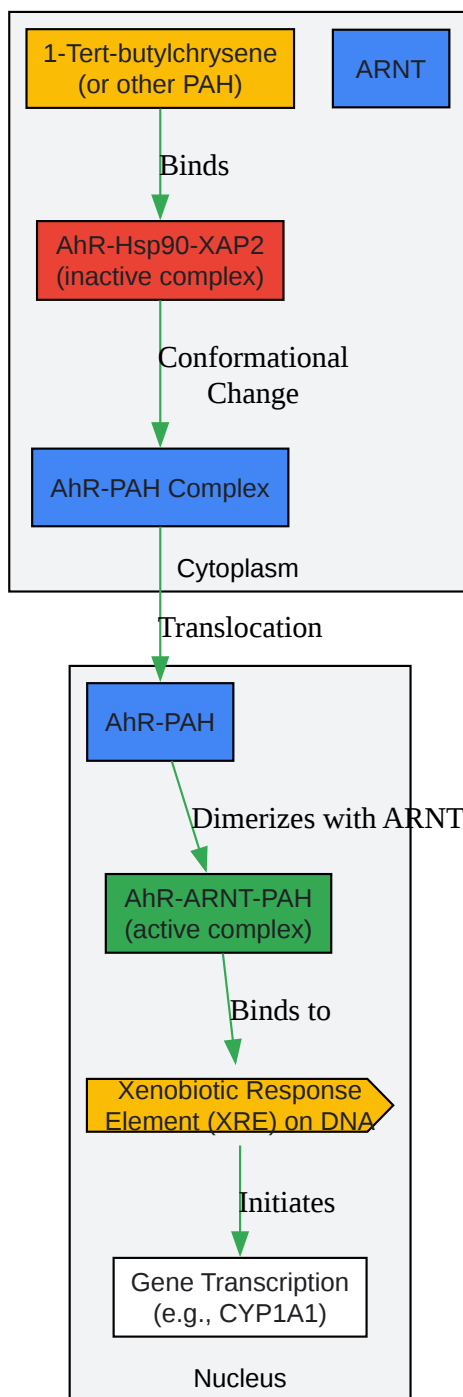 1-Tert-butylchrysene
(or other PAH)
ARNT
Binds
AhR-Hsp90-XAP2
(inactive complex)
Conformational
Change
AhR-PAH Complex
Cytoplasm
Translocation
AhR-PAH
Dimerizes with ARNT
AhR-ARNT-PAH
(active complex)
Binds to
Xenobiotic Response
Element (XRE) on DNA
Initiates
Gene Transcription
(e.g., CYP1A1)
Nucleus